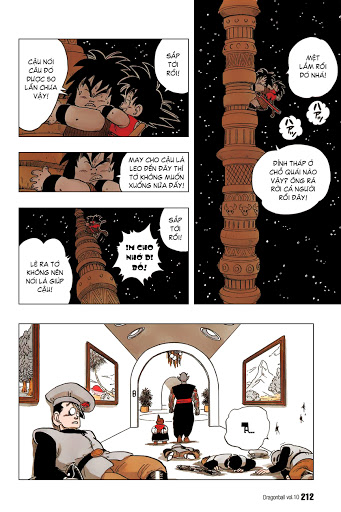 MỆT
LẮM RỒI
ĐÓ NHA!
ĐỈNH THÁP Ở
CHỖ QUÁI NÀO
VẬY? ÔNG RÃ
RỜI CẢ NGƯỜI
RỒI ĐÂY!
SẮP
TỚI
RỒI!
CẬU NÓI
CÂU ĐÓ
ĐƯỢC 50
LẦN CHƯA
VẬY!
MAY CHO CẬU LÀ
LEO ĐẾN ĐÂY THÌ
TỚ KHÔNG MUỐN
XUỐNG NỮA ĐẤY!
SẮP
TỚI
RỒI!
IM CHO
NHỜ ĐI
ĐỒ!
LẼ RA TỚ
KHÔNG NÊN
NÓI LÀ GIÚP
CẬU!
Dragonball vol.10 212